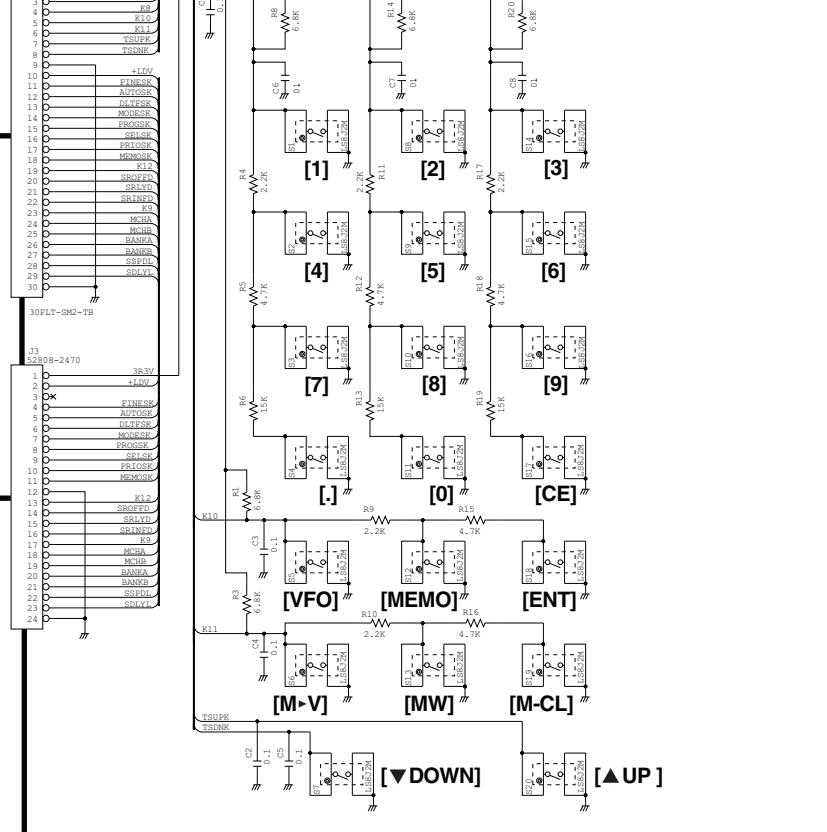 3
4 K8
5 K10
6 K11
7 TSUPK
8 TSDNK
9
10 +LDV
11 FINESK
12 AUTOSK
13 DLTFSK
14 MODESK
15 PROGSK
16 SELSK
17 PRIOSK
18 MEMOSK
19 K12
20 SROFFD
21 SRLYD
22 SRINFD
23 K9
24 MCHA
25 MCHB
26 BANKA
27 BANKB
28 SSPDL
29 SDLYL
30
30FLT-SM2-TB
J3
52808-2470
1 3R3V
2 +LDV
3
4 FINESK
5 AUTOSK
6 DLTFSK
7 MODESK
8 PROGSK
9 SELSK
10 PRIOSK
11 MEMOSK
12
13 K12
14 SROFFD
15 SRLYD
16 SRINFD
17 K9
18 MCHA
19 MCHB
20 BANKA
21 BANKB
22 SSPDL
23 SDLYL
24
R8 6.8K R14 6.8K R20 6.8K
C6 01 C7 01 C8 01
S1 LS8J2M S8 LS8J2M S14 LS8J2M
[1] [2] [3]
R4 2.2K 2.2K R11 R17 2.2K
S2 LS8J2M S9 LS8J2M S15 LS8J2M
[4] [5] [6]
R5 4.7K R12 4.7K R18 4.7K
S3 LS8J2M S10 LS8J2M S16 LS8J2M
[7] [8] [9]
R6 15K R13 15K R19 15K
S4 LS8J2M S11 LS8J2M S17 LS8J2M
[.] [0] [CE]
R1 6.8K
K10 R9 R15
2.2K 4.7K
C3 0.1
S5 LS8J2M S12 LS8J2M S18 LS8J2M
[VFO] [MEMO] [ENT]
R3 6.8K
K11 R10 R16
2.2K 4.7K
C4 0.1
S6 LS8J2M S13 LS8J2M S19 LS8J2M
[M▸V] [MW] [M-CL]
TSUPK
TSDNK
C2 0.1 C5 0.1
S7 LS8J2M S20 LS8J2M
[▼DOWN] [▲UP ]